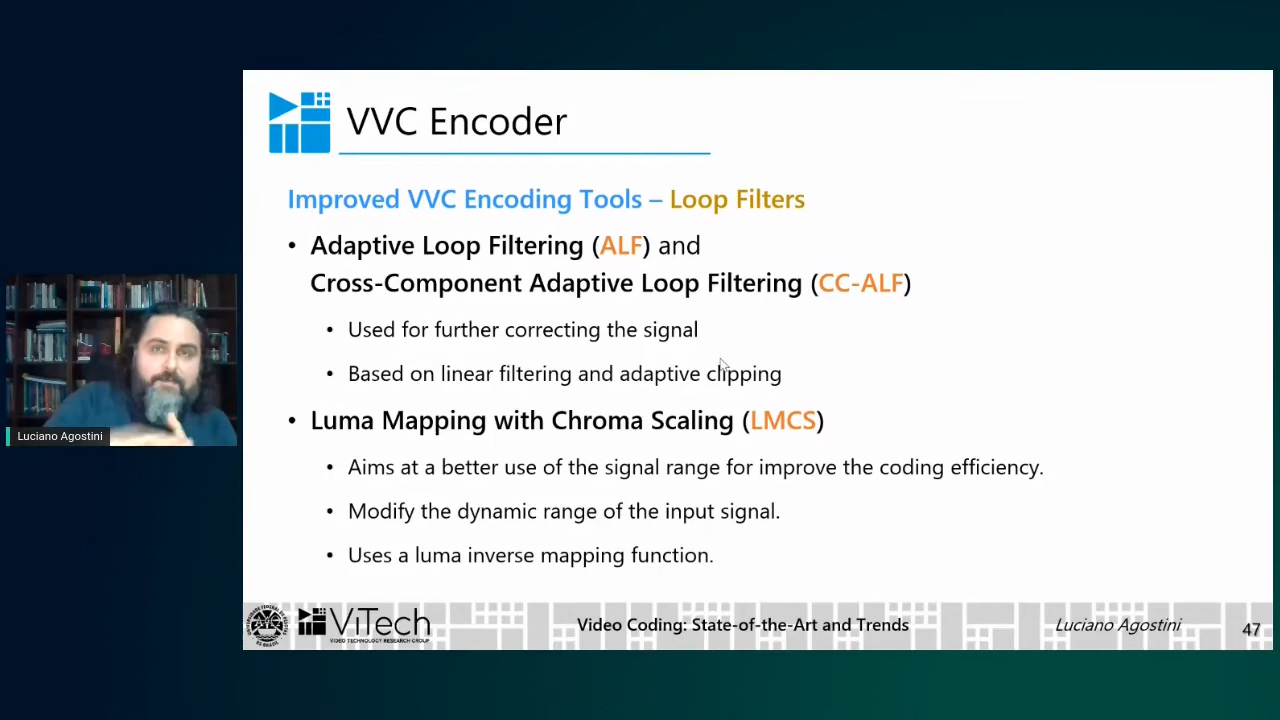 VVC Encoder
Improved VVC Encoding Tools – Loop Filters
• Adaptive Loop Filtering (ALF) and
Cross-Component Adaptive Loop Filtering (CC-ALF)
• Used for further correcting the signal
• Based on linear filtering and adaptive clipping
• Luma Mapping with Chroma Scaling (LMCS)
• Aims at a better use of the signal range for improve the coding efficiency.
• Modify the dynamic range of the input signal.
• Uses a luma inverse mapping function.
Luciano Agostini
ViTech
VIDEO TECHNOLOGY RESEARCH GROUP
Video Coding: State-of-the-Art and Trends
Luciano Agostini
47